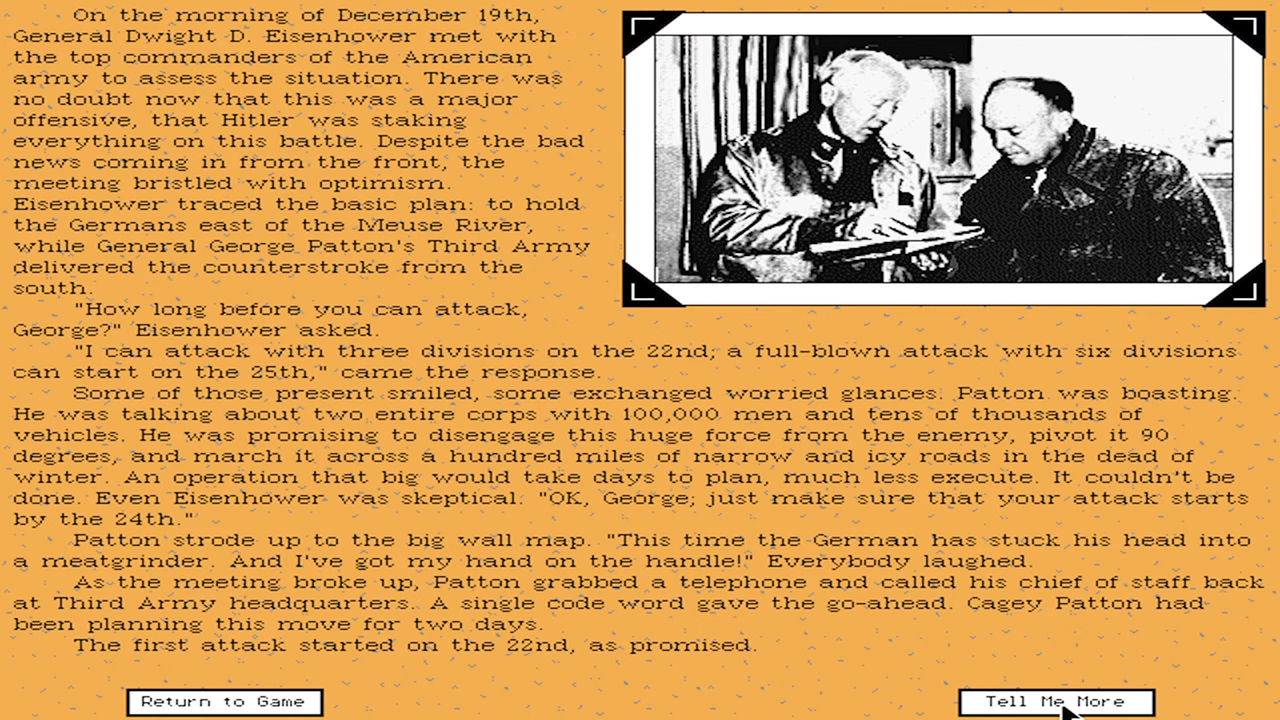 On the morning of December 19th,
General Dwight D. Eisenhower met with
the top commanders of the American
army to assess the situation. There was
no doubt now that this was a major
offensive, that Hitler was staking
everything on this battle. Despite the bad
news coming in from the front, the
meeting bristled with optimism.
Eisenhower traced the basic plan: to hold
the Germans east of the Meuse River,
while General George Patton's Third Army
delivered the counterstroke from the
south.
"How long before you can attack,
George?" Eisenhower asked.
"I can attack with three divisions on the 22nd; a full-blown attack with six divisions
can start on the 25th," came the response.
Some of those present smiled, some exchanged worried glances. Patton was boasting.
He was talking about two entire corps with 100,000 men and tens of thousands of
vehicles. He was promising to disengage this huge force from the enemy, pivot it 90
degrees, and march it across a hundred miles of narrow and icy roads in the dead of
winter. An operation that big would take days to plan, much less execute. It couldn't be
done. Even Eisenhower was skeptical. "OK, George; just make sure that your attack starts
by the 24th."
Patton strode up to the big wall map. "This time the German has stuck his head into
a meatgrinder. And I've got my hand on the handle!" Everybody laughed.
As the meeting broke up, Patton grabbed a telephone and called his chief of staff back
at Third Army headquarters. A single code word gave the go-ahead. Cagey Patton had
been planning this move for two days.
The first attack started on the 22nd, as promised.
Return to Game
Tell Me More